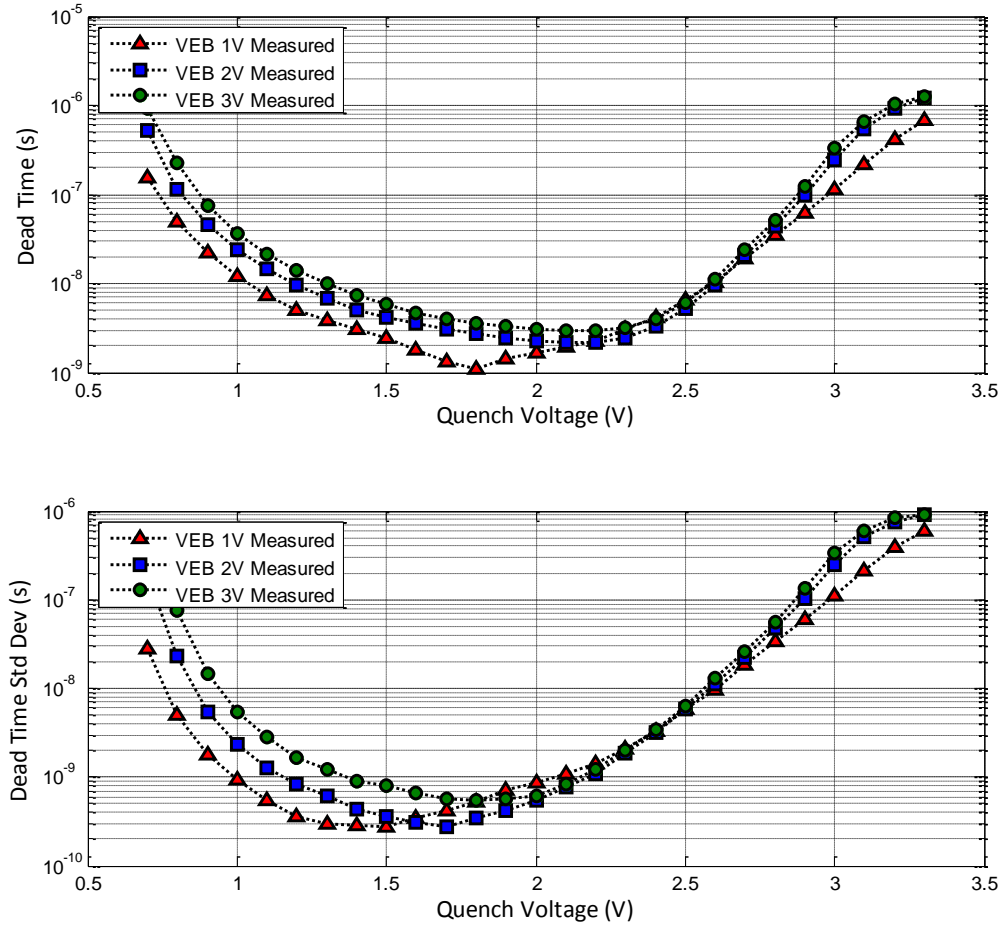 10^-5
VEB 1V Measured
VEB 2V Measured
VEB 3V Measured
10^-6
10^-7
10^-8
10^-9
Dead Time (s)
0.5 1 1.5 2 2.5 3 3.5
Quench Voltage (V)
10^-6
VEB 1V Measured
VEB 2V Measured
VEB 3V Measured
10^-7
10^-8
10^-9
10^-10
Dead Time Std Dev (s)
0.5 1 1.5 2 2.5 3 3.5
Quench Voltage (V)